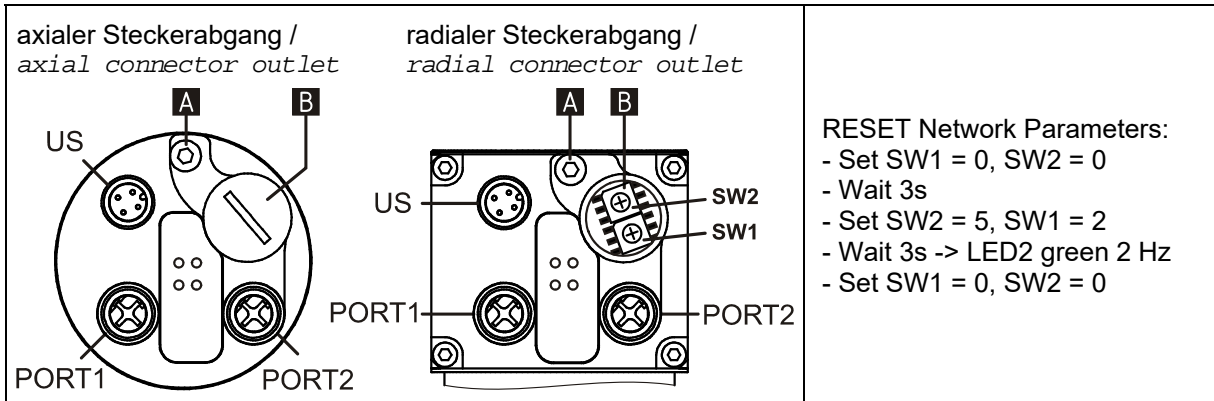 axialer Steckerabgang /
axial connector outlet
A
B
US
PORT1
PORT2
radialer Steckerabgang /
radial connector outlet
A
B
US
SW2
SW1
PORT1
PORT2
RESET Network Parameters:
- Set SW1 = 0, SW2 = 0
- Wait 3s
- Set SW2 = 5, SW1 = 2
- Wait 3s -> LED2 green 2 Hz
- Set SW1 = 0, SW2 = 0